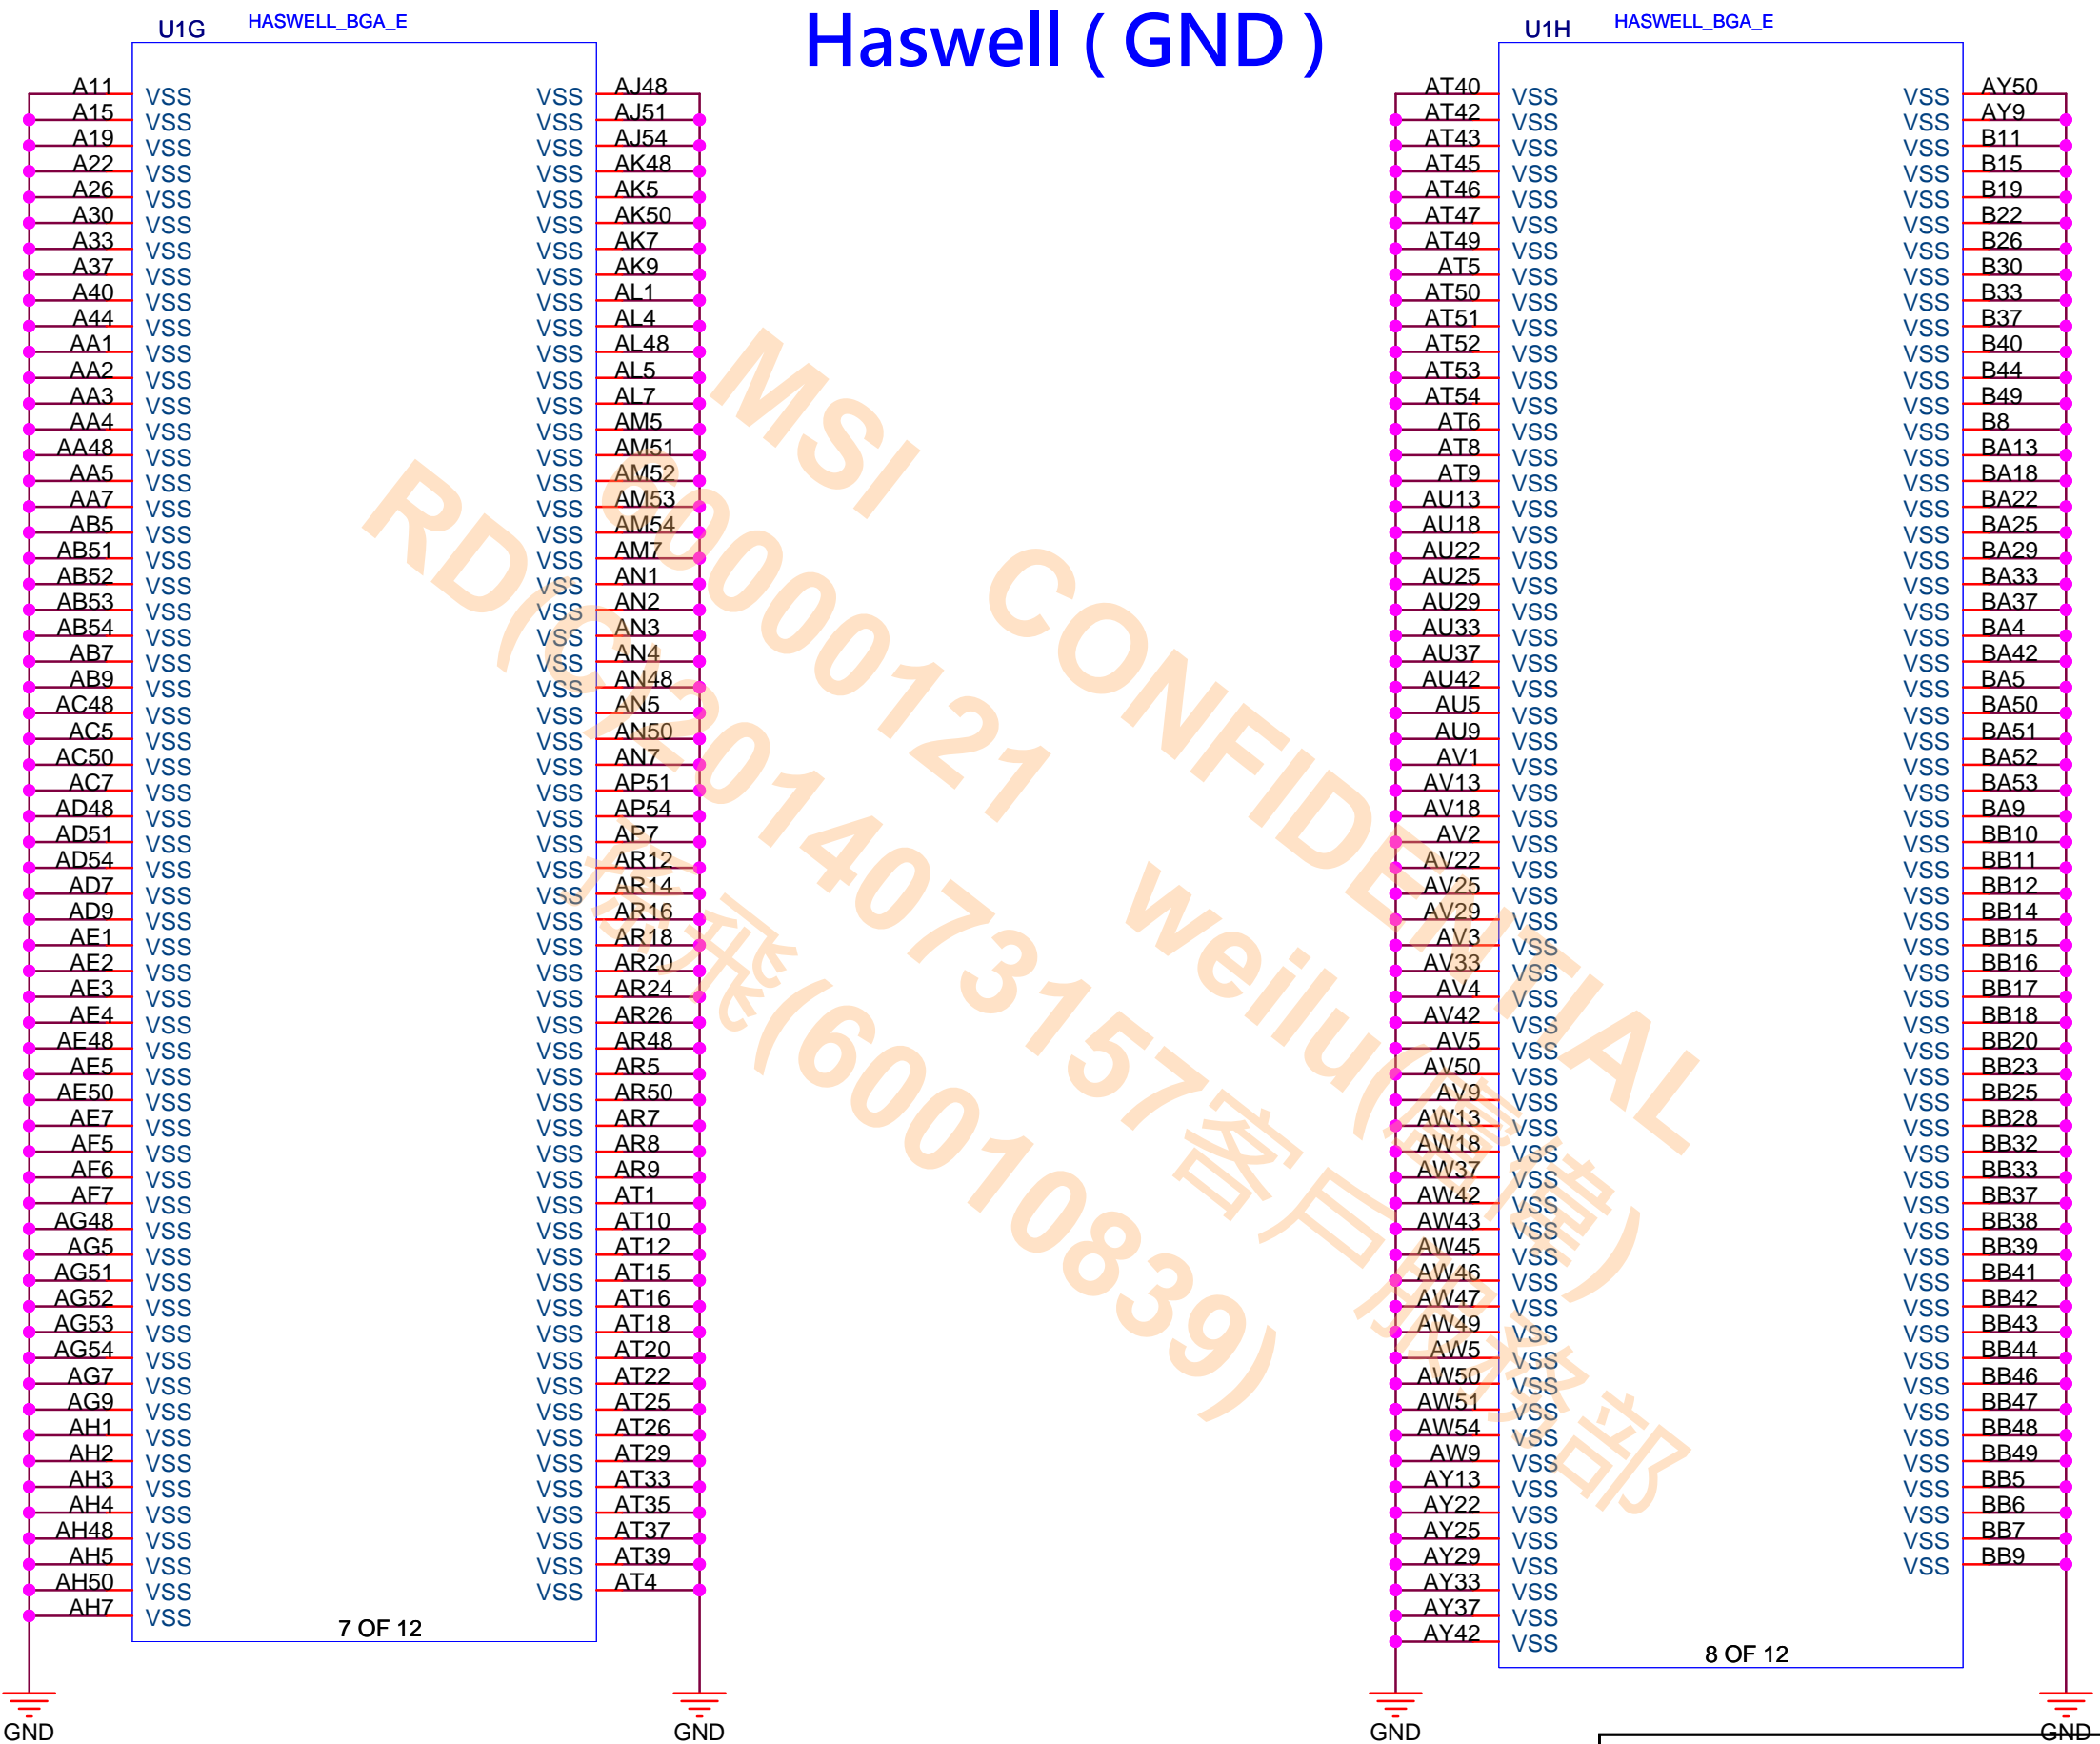 Haswell ( GND )
U1G HASWELL_BGA_E
A11 VSS VSS AJ48
A15 VSS VSS AJ51
A19 VSS VSS AJ54
A22 VSS VSS AK48
A26 VSS VSS AK5
A30 VSS VSS AK50
A33 VSS VSS AK7
A37 VSS VSS AK9
A40 VSS VSS AL1
A44 VSS VSS AL4
AA1 VSS VSS AL48
AA2 VSS VSS AL5
AA3 VSS VSS AL7
AA4 VSS VSS AM5
AA48 VSS VSS AM51
AA5 VSS VSS AM52
AA7 VSS VSS AM53
AB5 VSS VSS AM54
AB51 VSS VSS AM7
AB52 VSS VSS AN1
AB53 VSS VSS AN2
AB54 VSS VSS AN3
AB7 VSS VSS AN4
AB9 VSS VSS AN48
AC48 VSS VSS AN5
AC5 VSS VSS AN50
AC50 VSS VSS AN7
AC7 VSS VSS AP51
AD48 VSS VSS AP54
AD51 VSS VSS AP7
AD54 VSS VSS AR12
AD7 VSS VSS AR14
AD9 VSS VSS AR16
AE1 VSS VSS AR18
AE2 VSS VSS AR20
AE3 VSS VSS AR24
AE4 VSS VSS AR26
AE48 VSS VSS AR48
AE5 VSS VSS AR5
AE50 VSS VSS AR50
AE7 VSS VSS AR7
AF5 VSS VSS AR8
AF6 VSS VSS AR9
AF7 VSS VSS AT1
AG48 VSS VSS AT10
AG5 VSS VSS AT12
AG51 VSS VSS AT15
AG52 VSS VSS AT16
AG53 VSS VSS AT18
AG54 VSS VSS AT20
AG7 VSS VSS AT22
AG9 VSS VSS AT25
AH1 VSS VSS AT26
AH2 VSS VSS AT29
AH3 VSS VSS AT33
AH4 VSS VSS AT35
AH48 VSS VSS AT37
AH5 VSS VSS AT39
AH50 VSS VSS AT4
AH7 VSS
7 OF 12
GND GND
U1H HASWELL_BGA_E
AT40 VSS VSS AY50
AT42 VSS VSS AY9
AT43 VSS VSS B11
AT45 VSS VSS B15
AT46 VSS VSS B19
AT47 VSS VSS B22
AT49 VSS VSS B26
AT5 VSS VSS B30
AT50 VSS VSS B33
AT51 VSS VSS B37
AT52 VSS VSS B40
AT53 VSS VSS B44
AT54 VSS VSS B49
AT6 VSS VSS B8
AT8 VSS VSS BA13
AT9 VSS VSS BA18
AU13 VSS VSS BA22
AU18 VSS VSS BA25
AU22 VSS VSS BA29
AU25 VSS VSS BA33
AU29 VSS VSS BA37
AU33 VSS VSS BA4
AU37 VSS VSS BA42
AU42 VSS VSS BA5
AU5 VSS VSS BA50
AU9 VSS VSS BA51
AV1 VSS VSS BA52
AV13 VSS VSS BA53
AV18 VSS VSS BA9
AV2 VSS VSS BB10
AV22 VSS VSS BB11
AV25 VSS VSS BB12
AV29 VSS VSS BB14
AV3 VSS VSS BB15
AV33 VSS VSS BB16
AV4 VSS VSS BB17
AV42 VSS VSS BB18
AV5 VSS VSS BB20
AV50 VSS VSS BB23
AV9 VSS VSS BB25
AW13 VSS VSS BB28
AW18 VSS VSS BB32
AW37 VSS VSS BB33
AW42 VSS VSS BB37
AW43 VSS VSS BB38
AW45 VSS VSS BB39
AW46 VSS VSS BB41
AW47 VSS VSS BB42
AW49 VSS VSS BB43
AW5 VSS VSS BB44
AW50 VSS VSS BB46
AW51 VSS VSS BB47
AW54 VSS VSS BB48
AW9 VSS VSS BB49
AY13 VSS VSS BB5
AY22 VSS VSS BB6
AY25 VSS VSS BB7
AY29 VSS VSS BB9
AY33 VSS
AY37 VSS
AY42 VSS
8 OF 12
GND GND
MSI CONFIDENTIAL
60000121 weilu(盧偉)
RD(C)2014073157客戶服務部
飛(60010839)